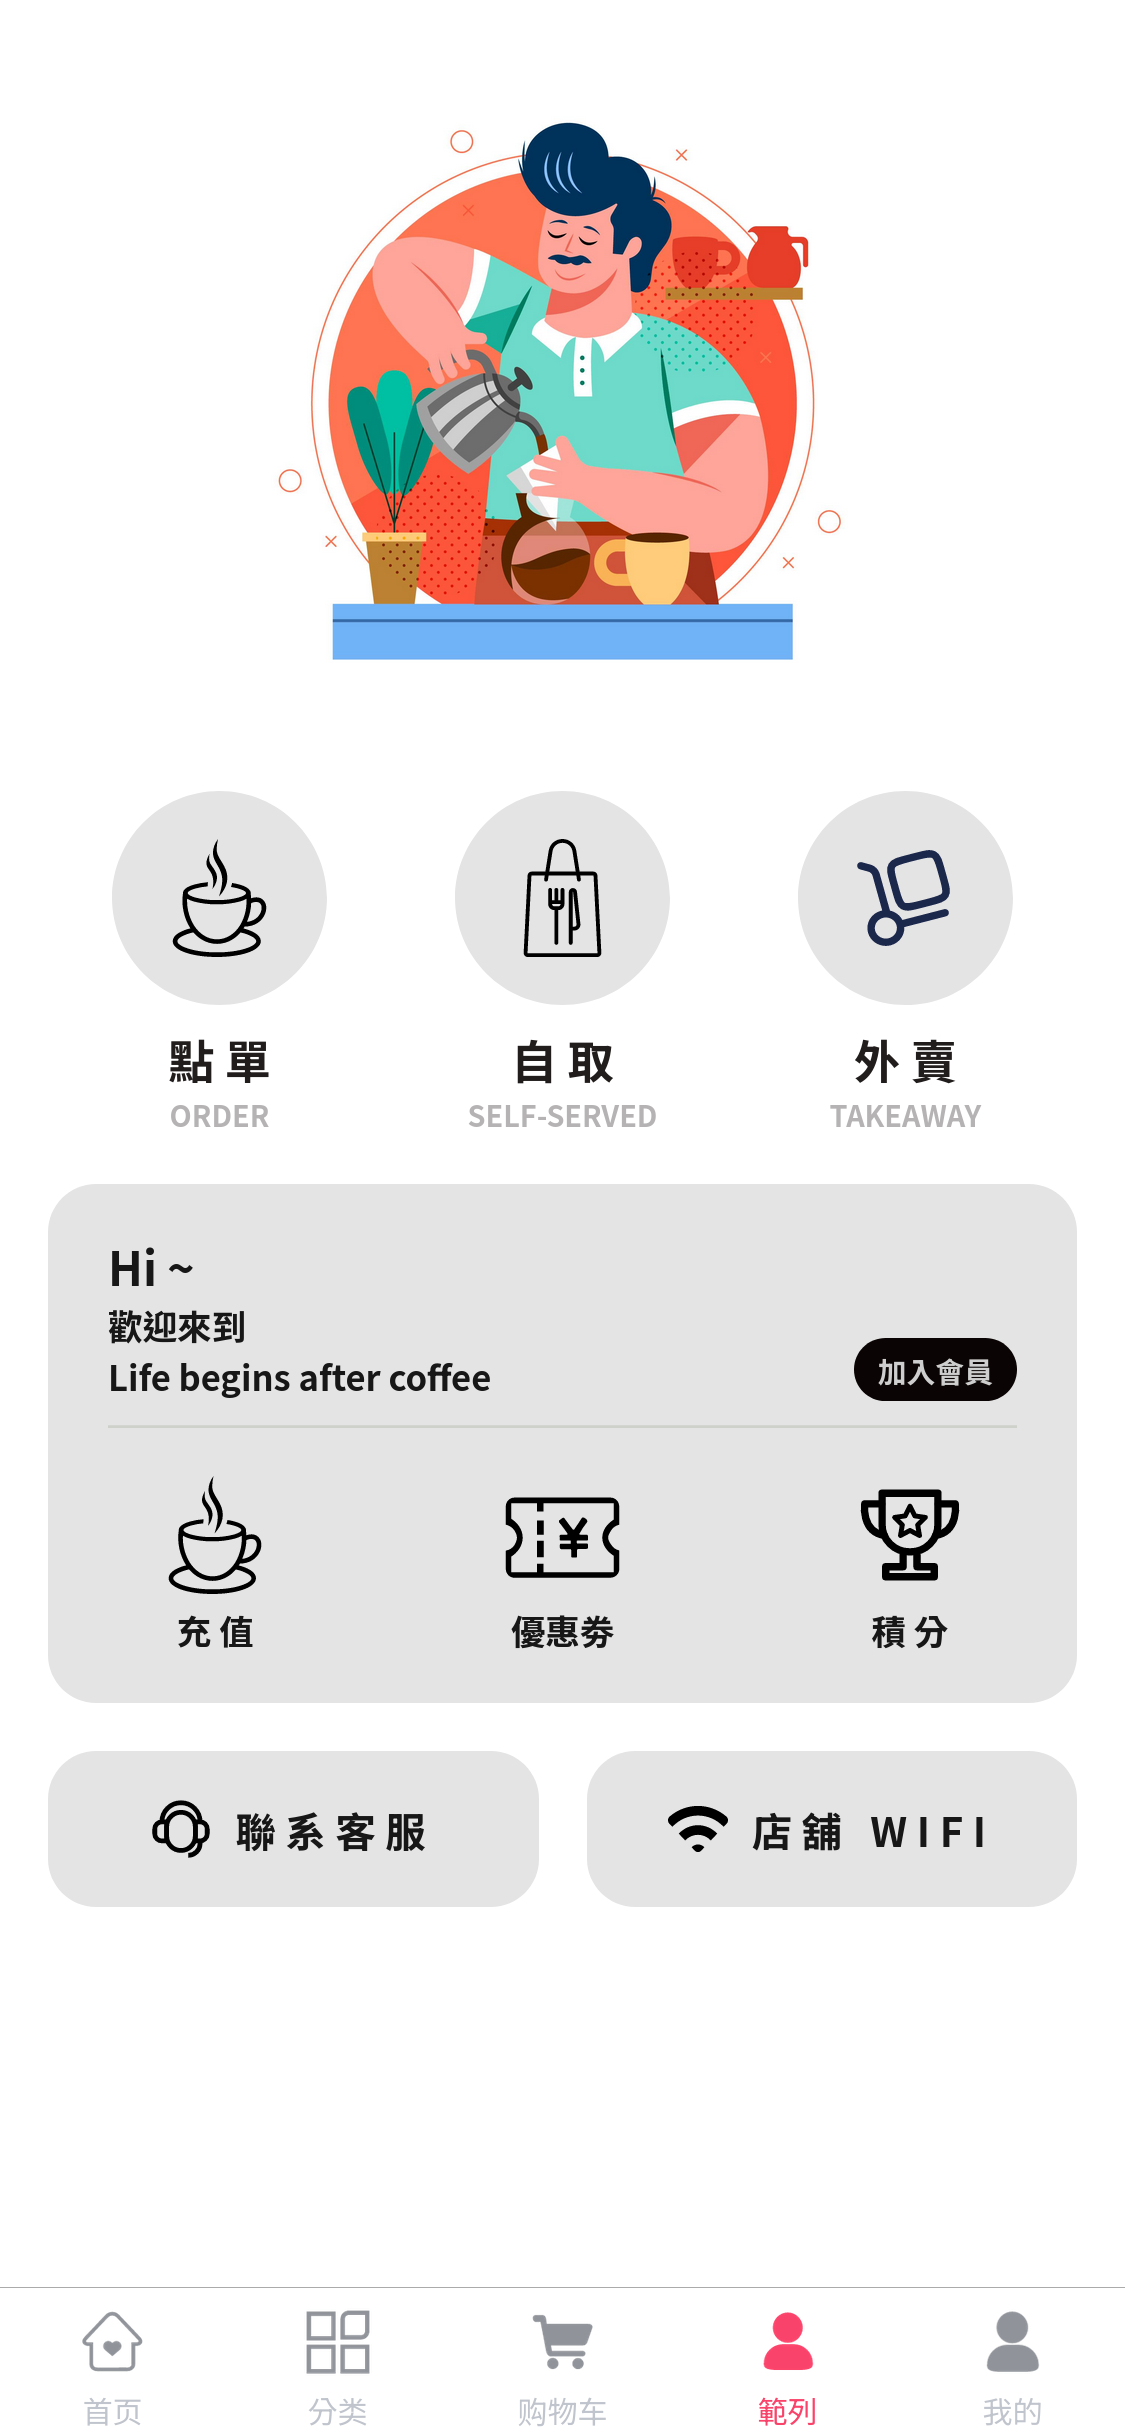 點單
自取
外賣
ORDER
SELF-SERVED
TAKEAWAY
Hi ~
歡迎來到
Life begins after coffee
加入會員
¥
充值
優惠劵
積分
聯系客服
店舖 WIFI
首页
分类
购物车
範列
我的